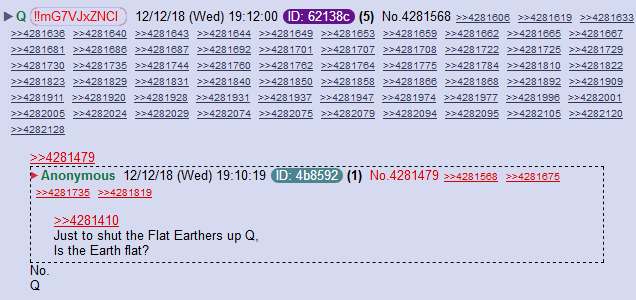 Q !!mG7VJxZNCI 12/12/18 (Wed) 19:12:00 ID: 62138c (5) No.4281568 >>4281606 >>4281619 >>4281633
>>4281636 >>4281640 >>4281643 >>4281644 >>4281649 >>4281653 >>4281659 >>4281662 >>4281665 >>4281667
>>4281681 >>4281686 >>4281687 >>4281692 >>4281701 >>4281707 >>4281708 >>4281722 >>4281725 >>4281729
>>4281730 >>4281735 >>4281744 >>4281760 >>4281762 >>4281764 >>4281775 >>4281784 >>4281810 >>4281822
>>4281823 >>4281829 >>4281831 >>4281840 >>4281850 >>4281858 >>4281866 >>4281868 >>4281892 >>4281909
>>4281911 >>4281920 >>4281928 >>4281931 >>4281937 >>4281947 >>4281974 >>4281977 >>4281996 >>4282001
>>4282005 >>4282024 >>4282029 >>4282074 >>4282075 >>4282079 >>4282094 >>4282095 >>4282105 >>4282120
>>4282128
>>4281479
Anonymous 12/12/18 (Wed) 19:10:19 ID: 4b8592 (1) No.4281479 >>4281568 >>4281675
>>4281735 >>4281819
>>4281410
Just to shut the Flat Earthers up Q,
Is the Earth flat?
No.
Q